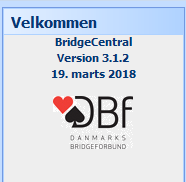 Velkommen
BridgeCentral
Version 3.1.2
19. marts 2018
DBf
DANMARKS
BRIDGEFORBUND